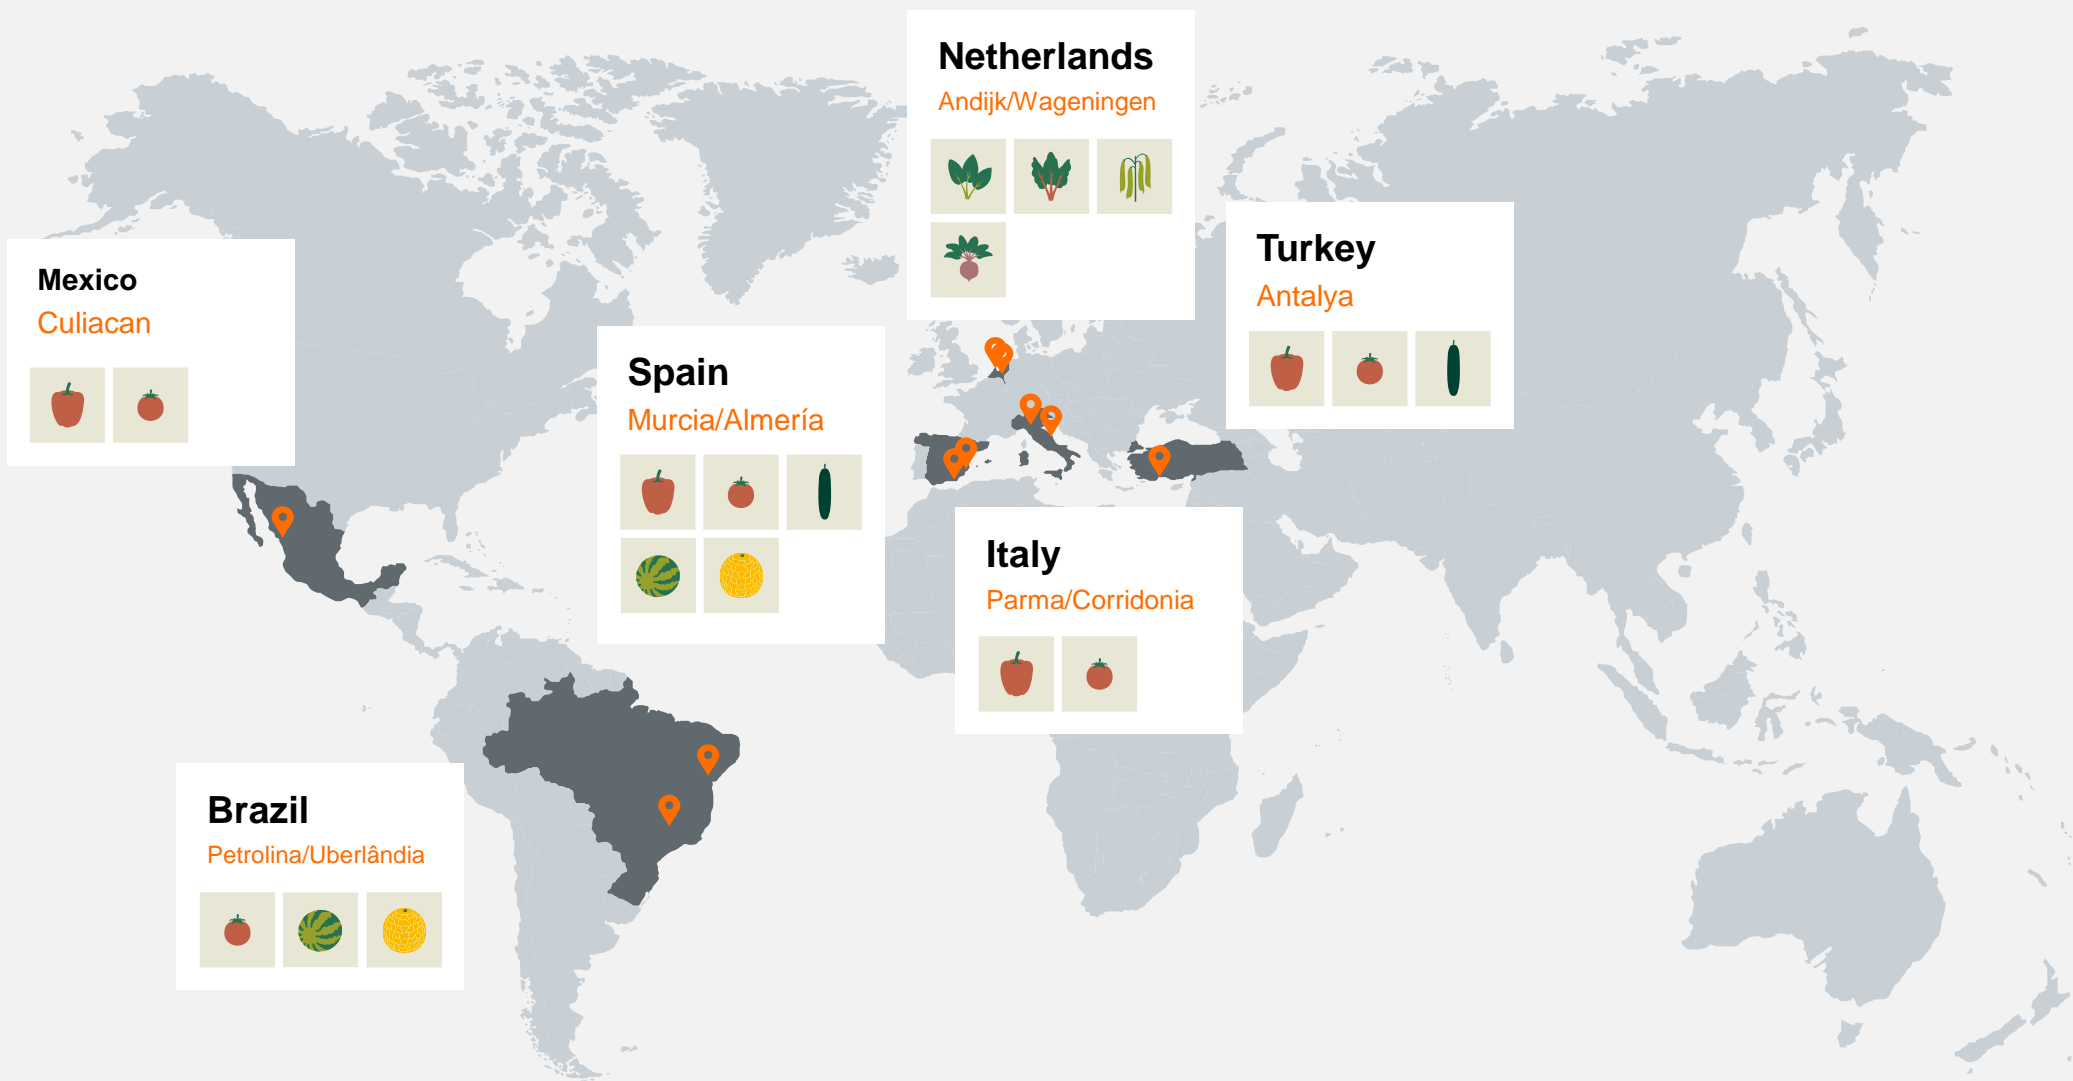 Netherlands
Andijk/Wageningen
Turkey
Antalya
Mexico
Culiacan
Spain
Murcia/Almería
Italy
Parma/Corridonia
Brazil
Petrolina/Uberlândia